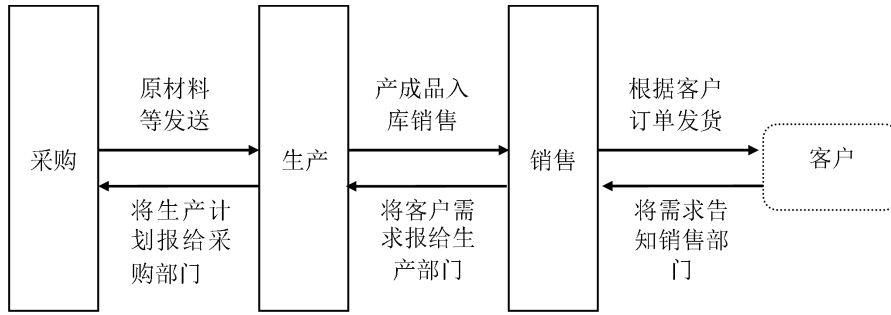 采购
原材料
等发送
将生产计
划报给采
购部门
生产
产成品入
库销售
将客户需
求报给生
产部门
销售
根据客户
订单发货
将需求告
知销售部
门
客户